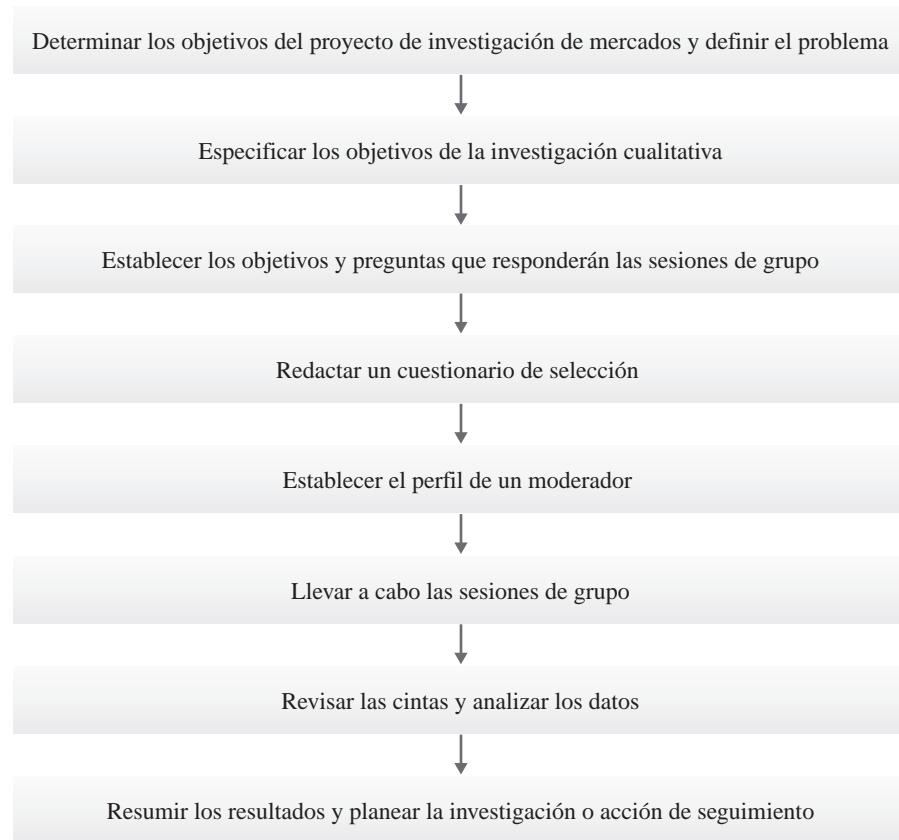 Determinar los objetivos del proyecto de investigación de mercados y definir el problema
Especificar los objetivos de la investigación cualitativa
Establecer los objetivos y preguntas que responderán las sesiones de grupo
Redactar un cuestionario de selección
Establecer el perfil de un moderador
Llevar a cabo las sesiones de grupo
Revisar las cintas y analizar los datos
Resumir los resultados y planear la investigación o acción de seguimiento